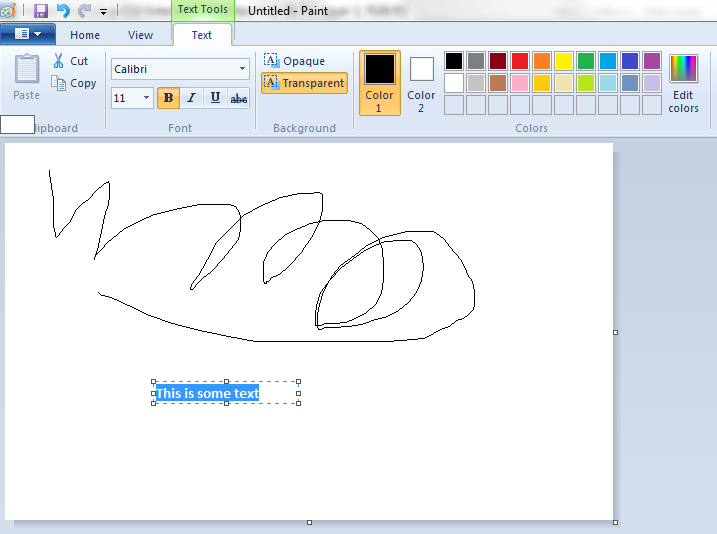 Text Tools
Untitled - Paint
Home
View
Text
Paste
Cut
Copy
Calibri
11
B
I
U
abc
A
Opaque
A
Transparent
Color
1
Color
2
Edit
colors
lipboard
Font
Background
Colors
This is some text